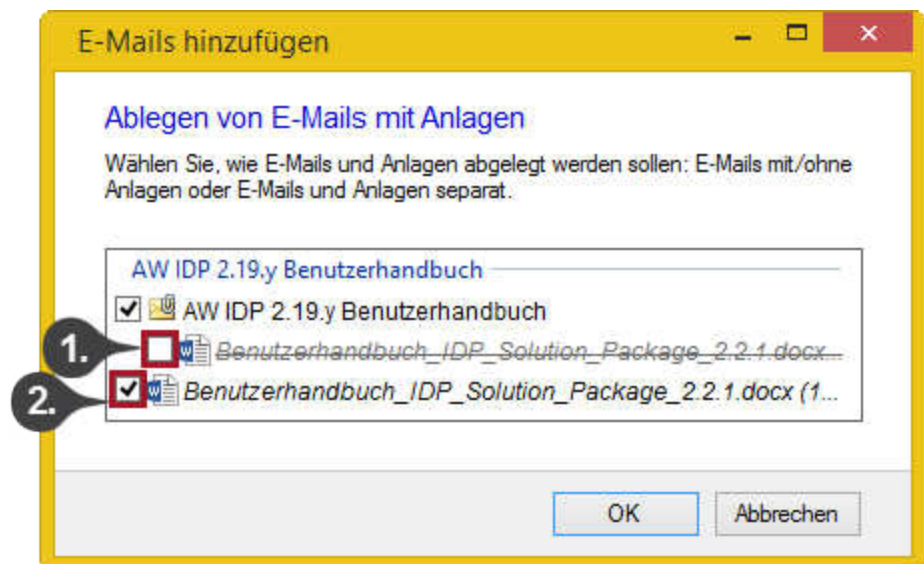 E-Mails hinzufügen
Ablegen von E-Mails mit Anlagen
Wählen Sie, wie E-Mails und Anlagen abgelegt werden sollen: E-Mails mit/ohne
Anlagen oder E-Mails und Anlagen separat.
AW IDP 2.19.y Benutzerhandbuch
AW IDP 2.19.y Benutzerhandbuch
1. Benutzerhandbuch_IDP_Solution_Package_2.2.1.docx...
2. Benutzerhandbuch_IDP_Solution_Package_2.2.1.docx (1...
OK Abbrechen